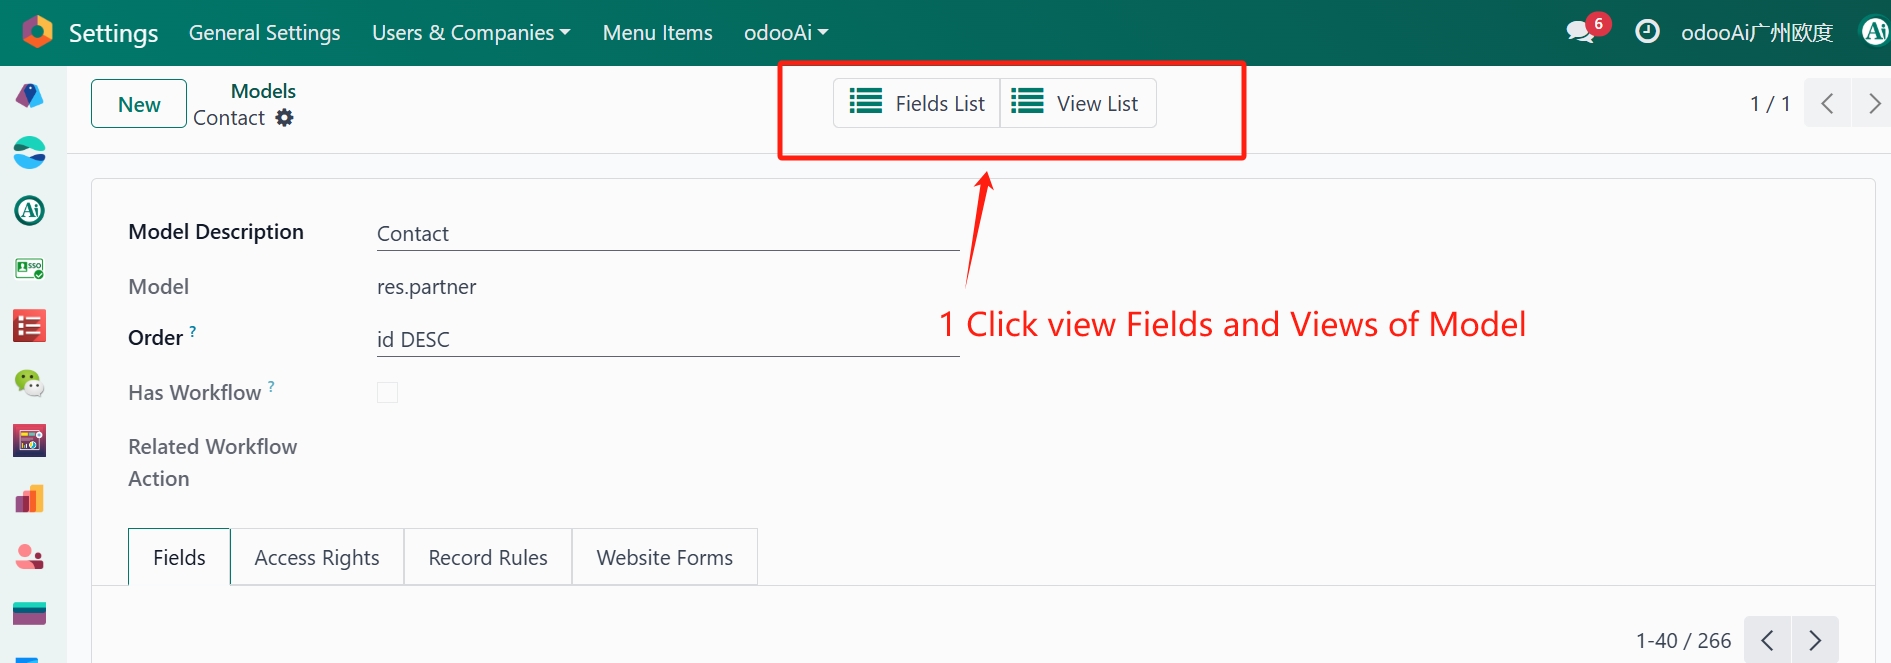 Settings General Settings Users & Companies Menu Items odooAi 6 odooAi广州欧度 Ai
New Models Fields List View List 1 / 1
Contact
Ai
SSO
Model Description Contact
Model res.partner
1 Click view Fields and Views of Model
Order ? id DESC
Has Workflow ?
Related Workflow
Action
Fields Access Rights Record Rules Website Forms
1-40 / 266